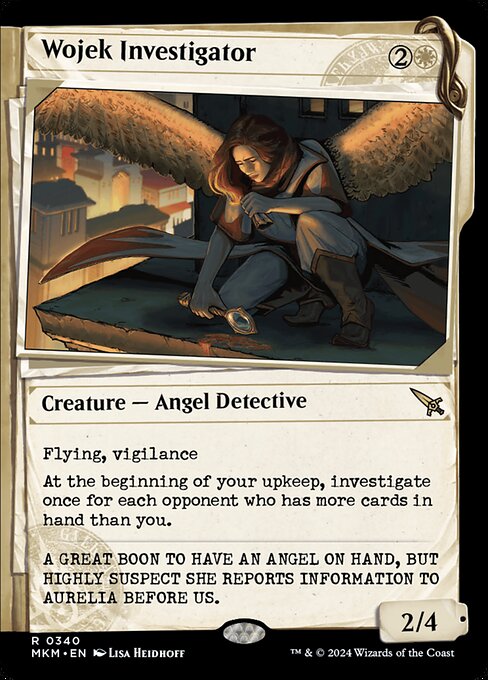 Wojek Investigator 2
Creature — Angel Detective
Flying, vigilance
At the beginning of your upkeep, investigate
once for each opponent who has more cards in
hand than you.
A GREAT BOON TO HAVE AN ANGEL ON HAND, BUT
HIGHLY SUSPECT SHE REPORTS INFORMATION TO
AURELIA BEFORE US.
2/4
R 0340
MKM • EN Lisa Heidhoff
™ & © 2024 Wizards of the Coast